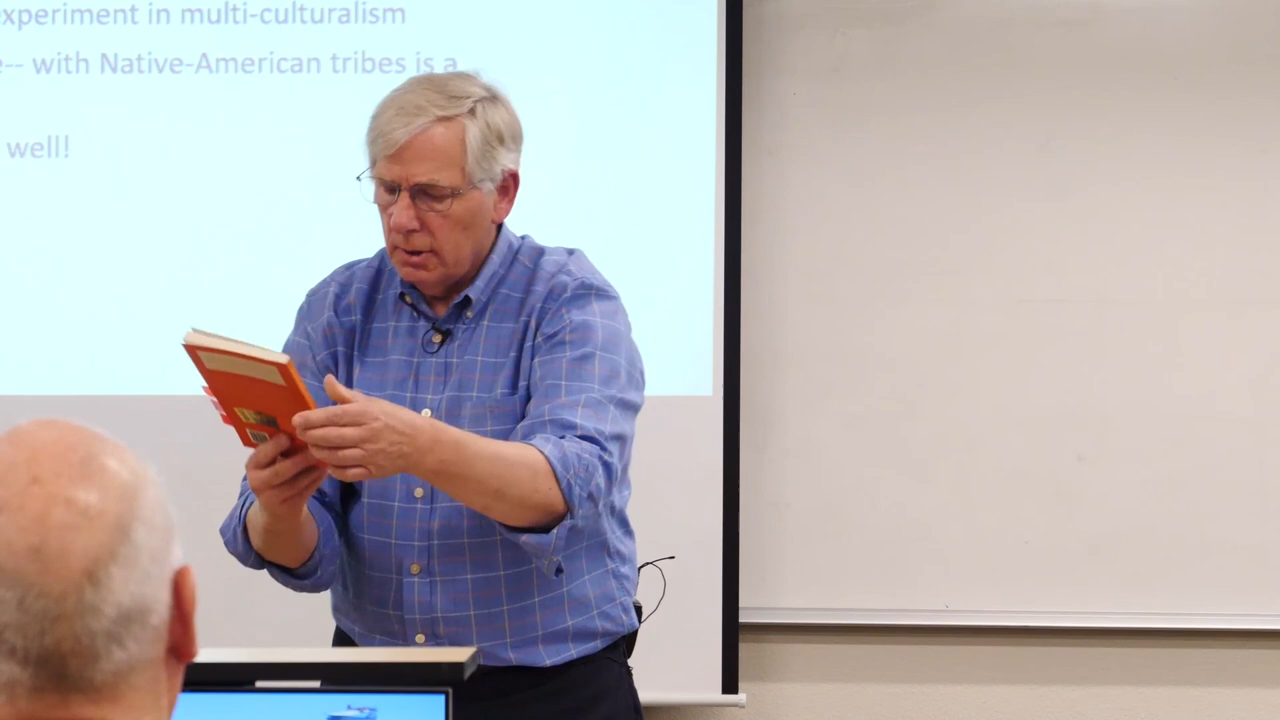 xperiment in multi-culturalism
e-- with Native-American tribes is a
well!